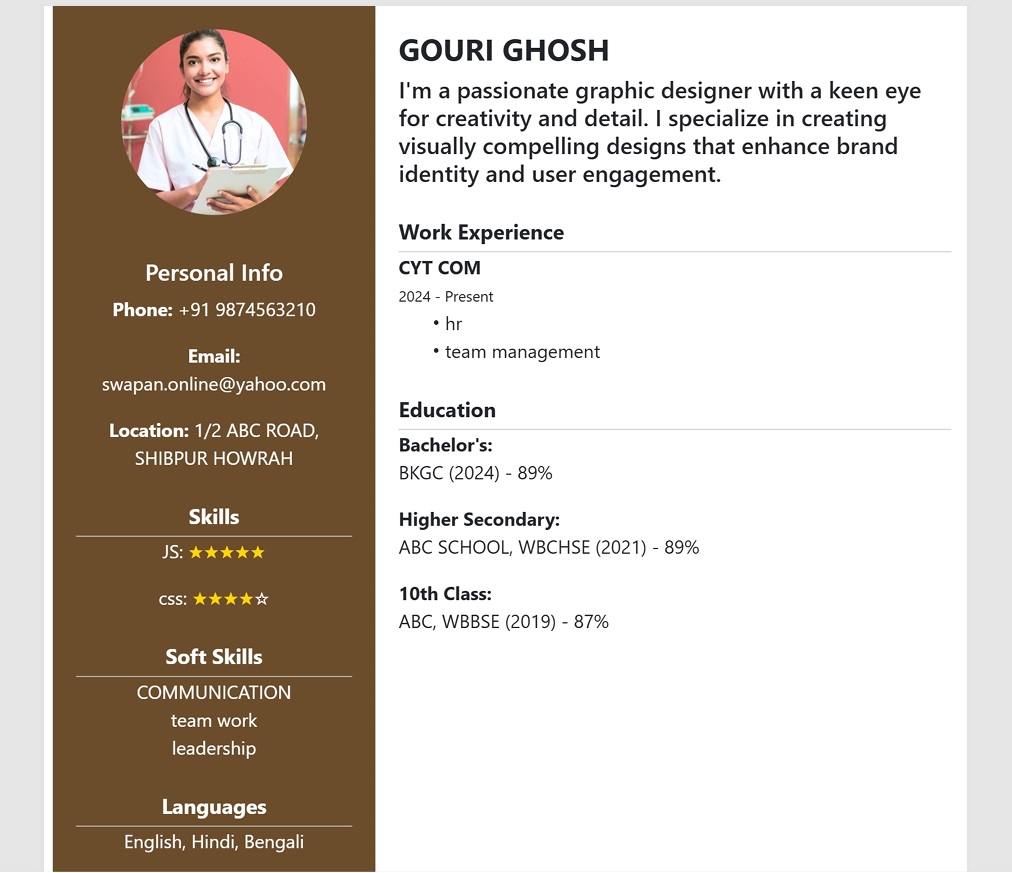 Personal Info
Phone: +91 9874563210
Email:
swapan.online@yahoo.com
Location: 1/2 ABC ROAD,
SHIBPUR HOWRAH
Skills
JS: ★★★★★
css: ★★★★☆
Soft Skills
COMMUNICATION
team work
leadership
Languages
English, Hindi, Bengali
GOURI GHOSH
I'm a passionate graphic designer with a keen eye
for creativity and detail. I specialize in creating
visually compelling designs that enhance brand
identity and user engagement.
Work Experience
CYT COM
2024 - Present
• hr
• team management
Education
Bachelor's:
BKGC (2024) - 89%
Higher Secondary:
ABC SCHOOL, WBCHSE (2021) - 89%
10th Class:
ABC, WBBSE (2019) - 87%